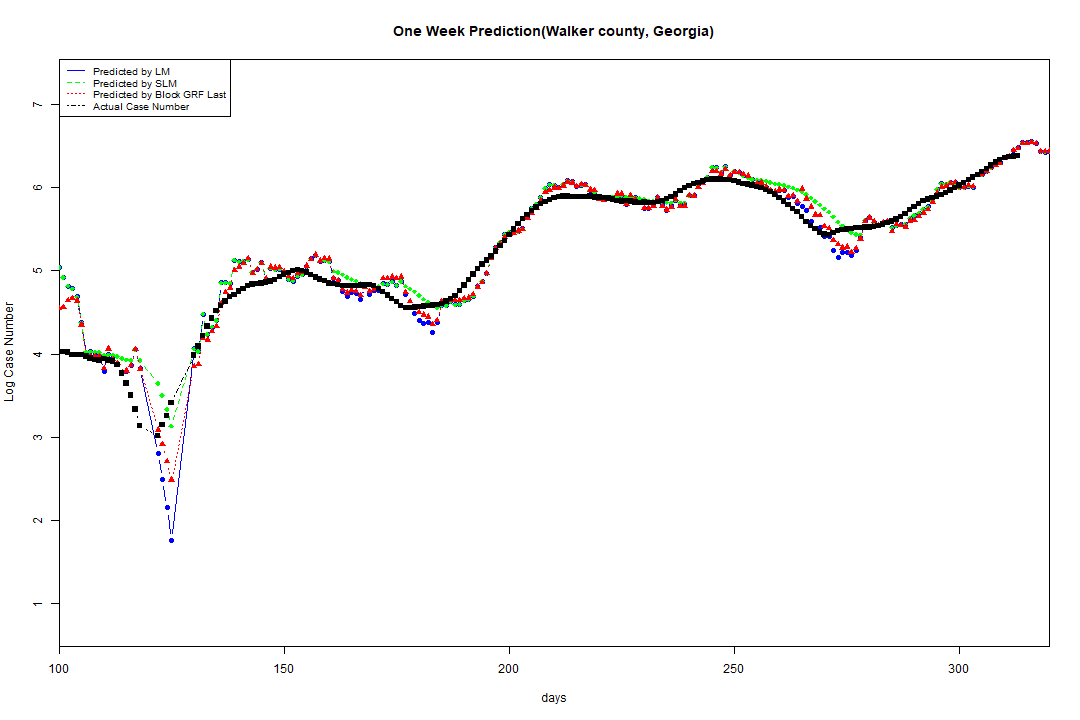 One Week Prediction(Walker county, Georgia)
Predicted by LM
Predicted by SLM
Predicted by Block GRF Last
Actual Case Number
7
6
5
4
3
2
1
Log Case Number
100 150 200 250 300
days